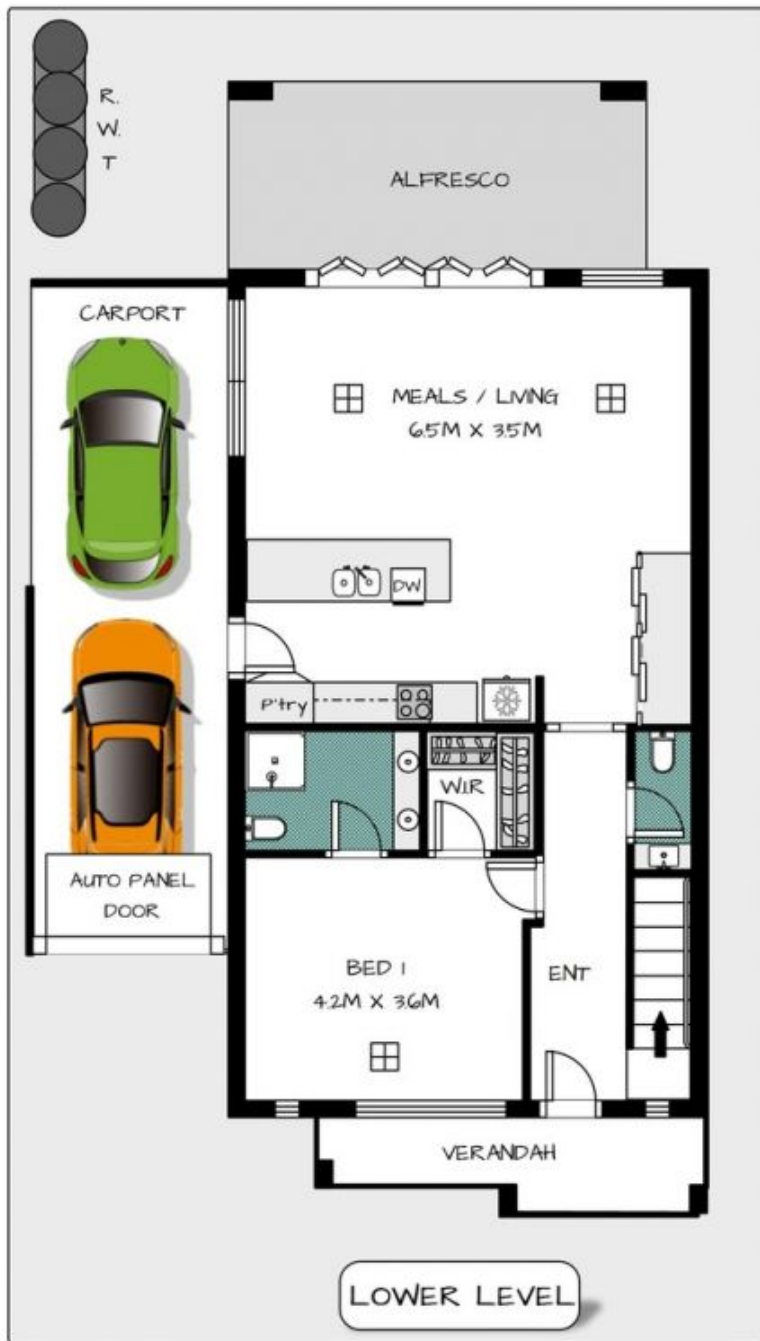 R.
W.
T
ALFRESCO
CARPORT
MEALS / LIVING
6.5M X 3.5M
DW
P'try
W.I.R
AUTO PANEL
DOOR
BED 1
4.2M X 3.6M
ENT
VERANDAH
LOWER LEVEL